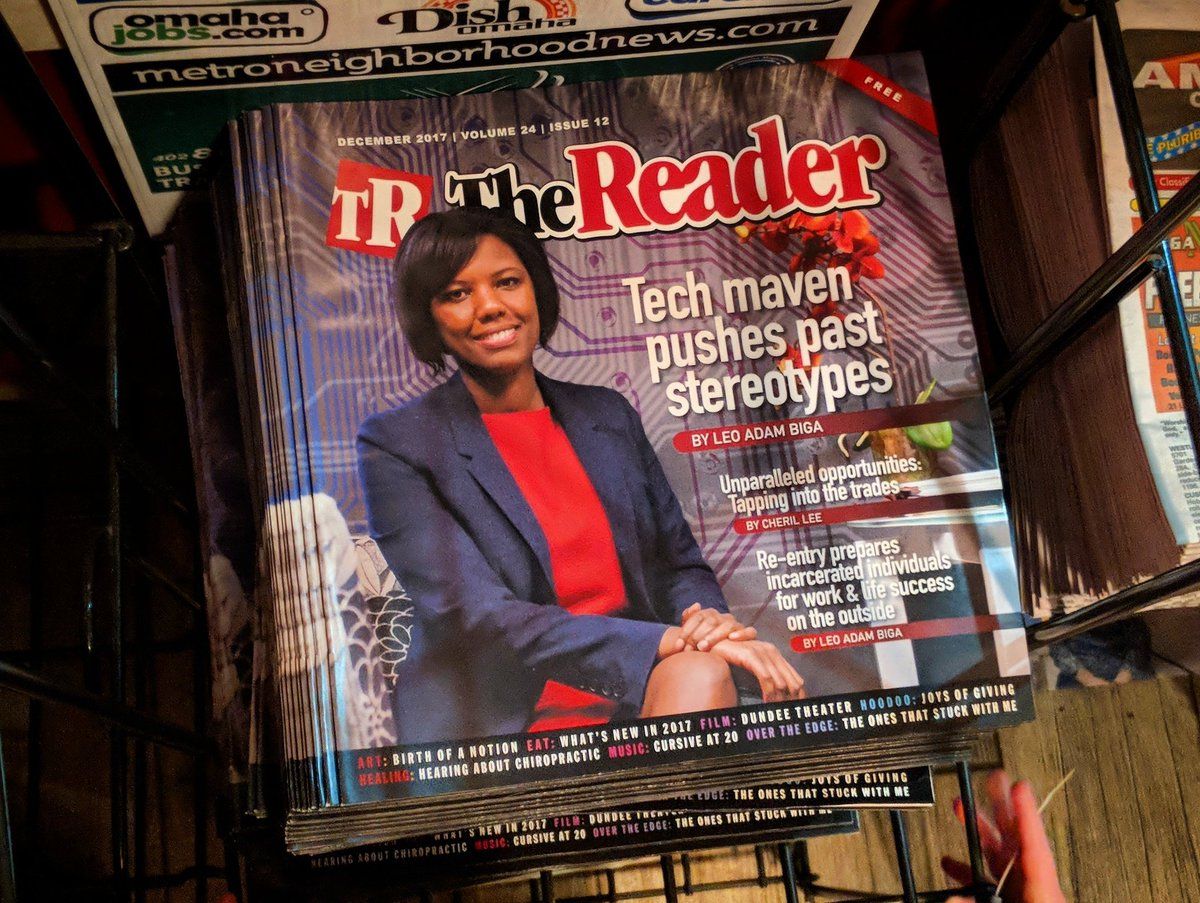 omaha
jobs.com
Dish
omaha
metroneighborhoodnews.com
402
FREE
DECEMBER 2017 | VOLUME 24 | ISSUE 12
TR The Reader
Tech maven
pushes past
stereotypes
BY LEO ADAM BIGA
Unparalleled opportunities:
Tapping into the trades
BY CHERIL LEE
Re-entry prepares
incarcerated individuals
for work & life success
on the outside
BY LEO ADAM BIGA
ART: BIRTH OF A NOTION EAT: WHAT'S NEW IN 2017 FILM: DUNDEE THEATER HOODOO: JOYS OF GIVING
HEALING: HEARING ABOUT CHIROPRACTIC MUSIC: CURSIVE AT 20 OVER THE EDGE: THE ONES THAT STUCK WITH ME
JOYS OF GIVING
EDGE: THE ONES THAT STUCK WITH ME
WHAT'S NEW IN 2017 FILM: DUNDEE THEATER
HEARING ABOUT CHIROPRACTIC MUSIC: CURSIVE AT 20 OVER THE EDGE: THE ONES THAT STUCK WITH ME